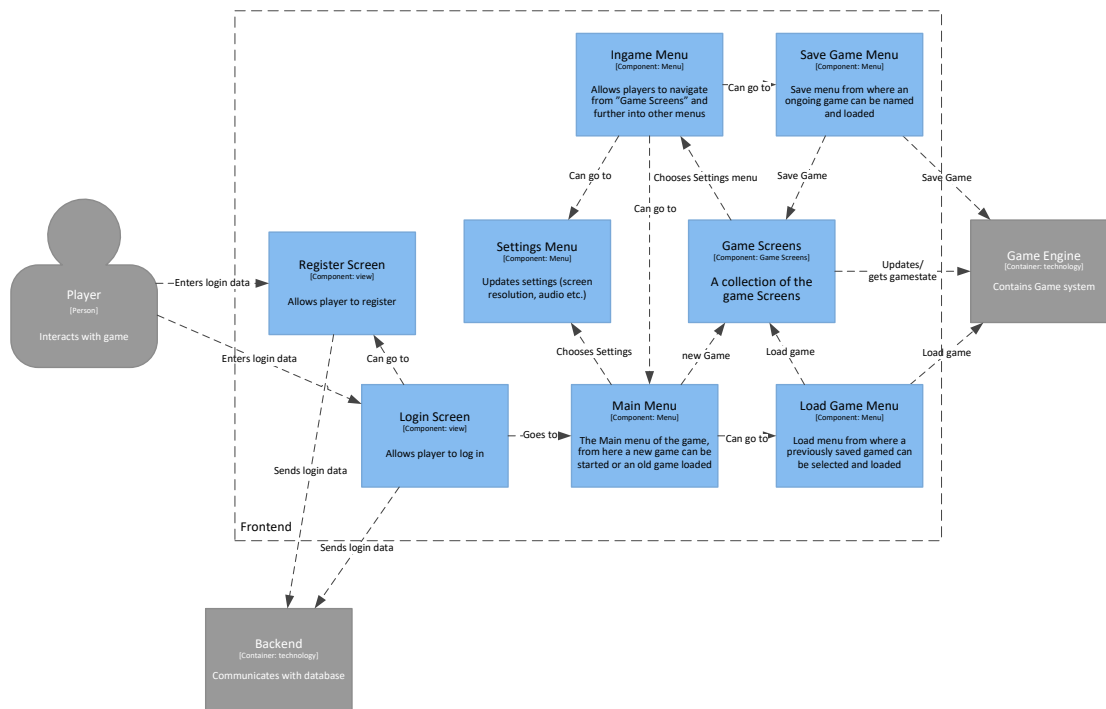 Ingame Menu
[Component: Menu]
Allows players to navigate
from "Game Screens" and
further into other menus
Can go to
Save Game Menu
[Component: Menu]
Save menu from where an
ongoing game can be named
and loaded
Can go to
Chooses Settings menu
Save Game
Save Game
Can go to
Player
[Person]
Interacts with game
Enters login data
Register Screen
[Component: view]
Allows player to register
Settings Menu
[Component: Menu]
Updates settings (screen
resolution, audio etc.)
Game Screens
[Component: Game Screens]
A collection of the
game Screens
Updates/
gets gamestate
Game Engine
[Container: technology]
Contains Game system
Enters login data
Can go to
Chooses Settings
new Game
Load game
Load game
Login Screen
[Component: view]
Allows player to log in
Goes to
Main Menu
[Component: Menu]
The Main menu of the game,
from here a new game can be
started or an old game loaded
Can go to
Load Game Menu
[Component: Menu]
Load menu from where a
previously saved gamed can
be selected and loaded
Sends login data
Frontend
Sends login data
Backend
[Container: technology]
Communicates with database